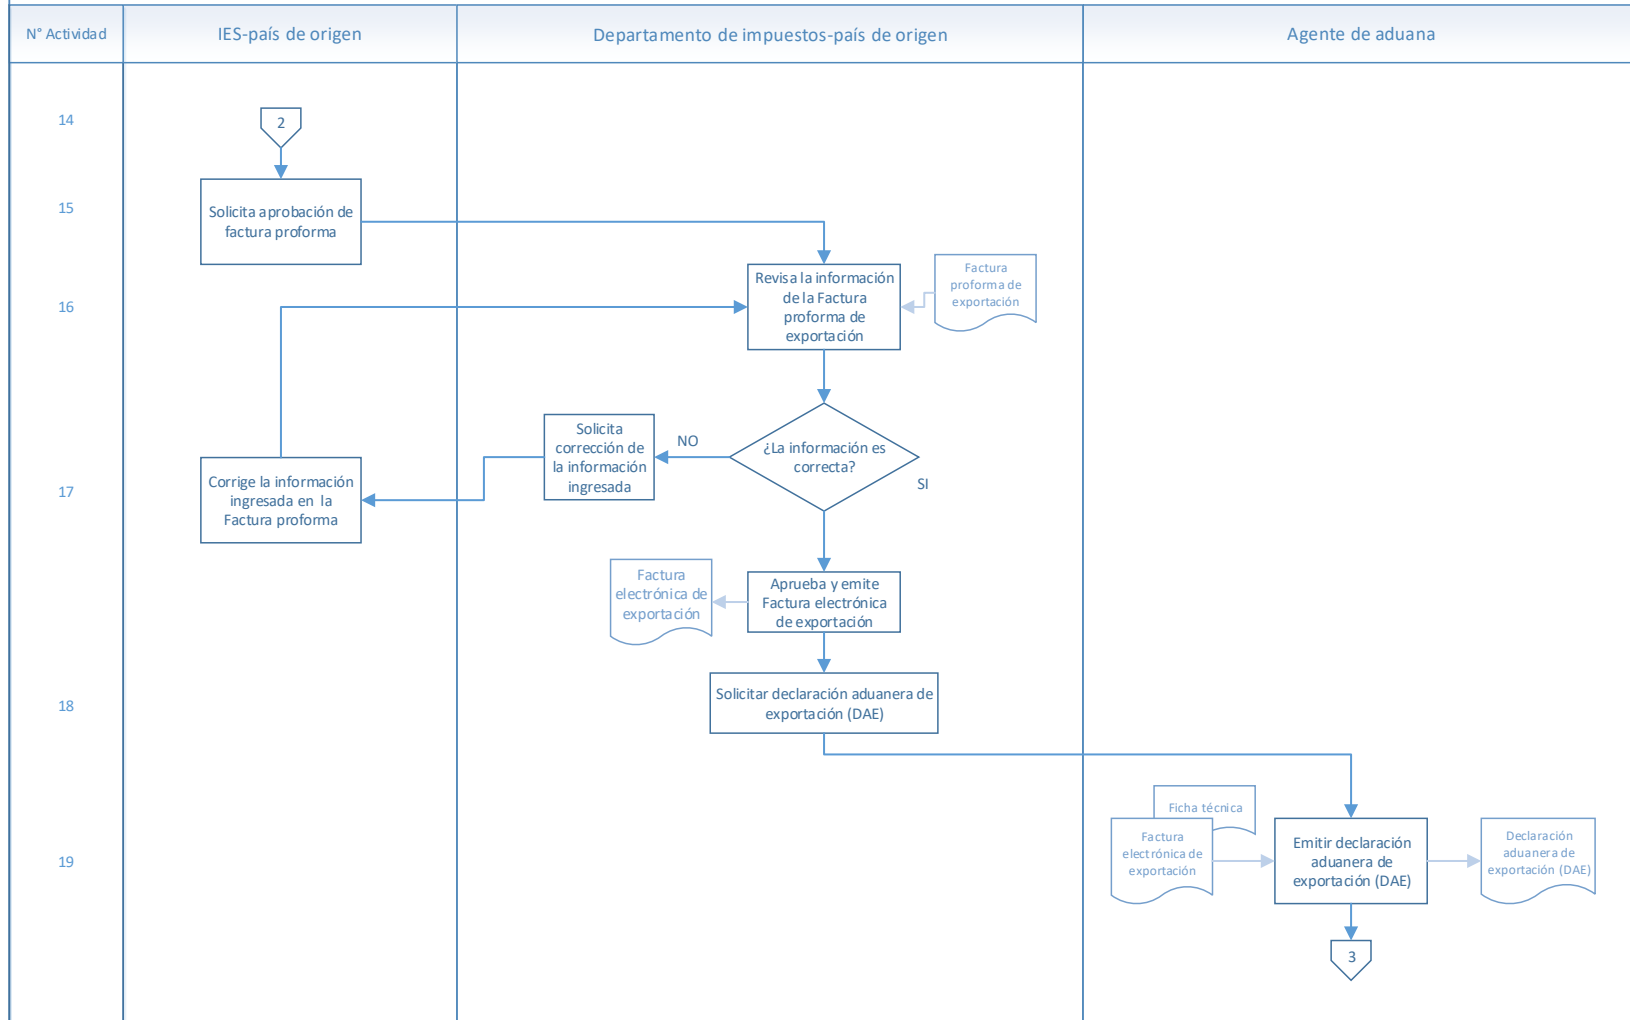 N° Actividad
IES-país de origen
Departamento de impuestos-país de origen
Agente de aduana
14
2
15
Solicita aprobación de
factura proforma
16
Revisa la información
de la Factura
proforma de
exportación
Factura
proforma de
exportación
Solicita
corrección de
la información
ingresada
NO
¿La información es
correcta?
SI
17
Corrige la información
ingresada en la
Factura proforma
Factura
electrónica de
exportación
Aprueba y emite
Factura electrónica
de exportación
18
Solicitar declaración aduanera de
exportación (DAE)
19
Ficha técnica
Factura
electrónica de
exportación
Emitir declaración
aduanera de
exportación (DAE)
Declaración
aduanera de
exportación (DAE)
3